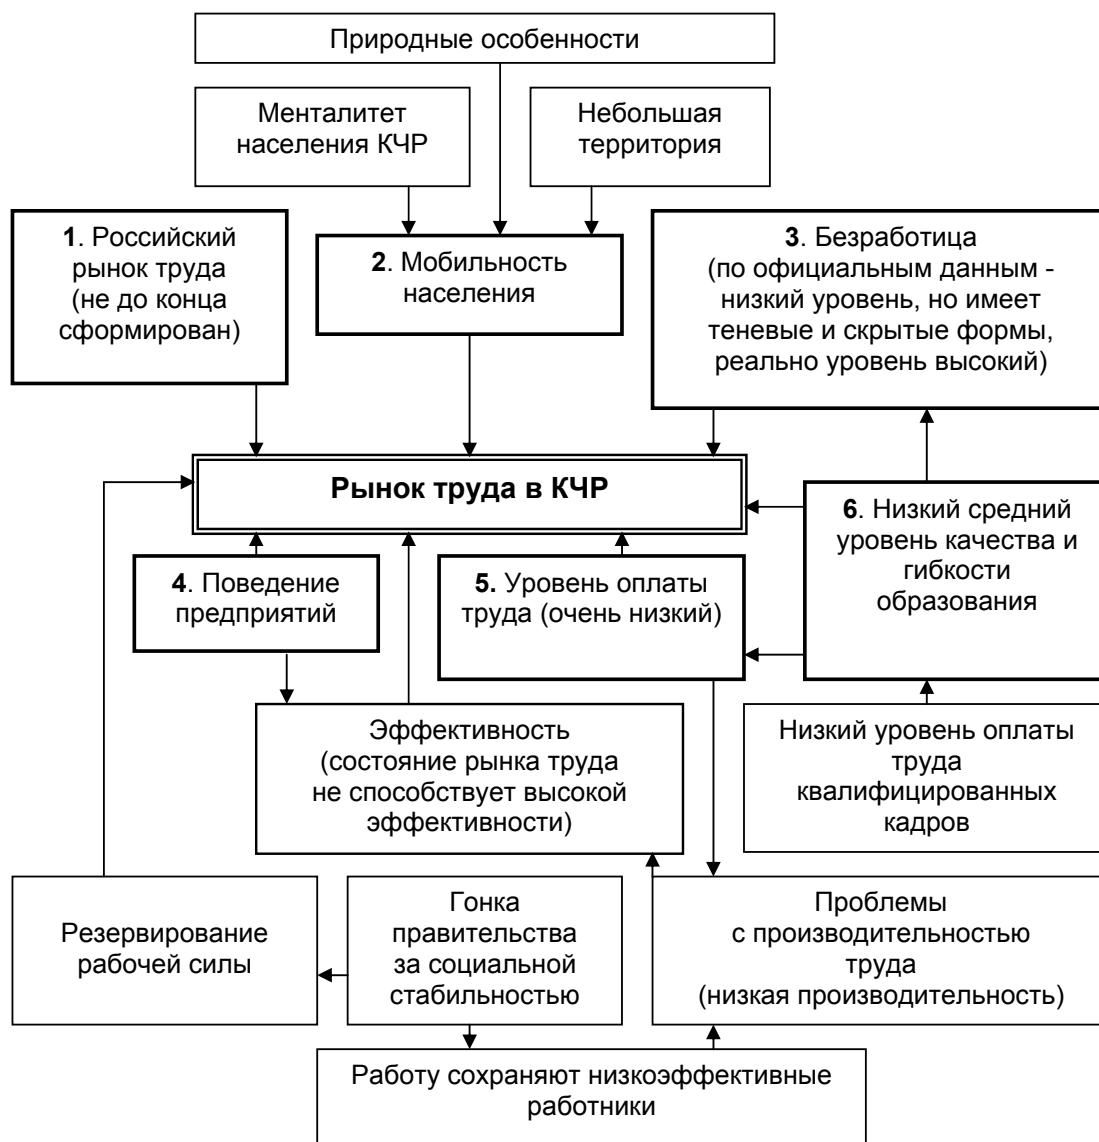 Природные особенности
Менталитет
населения КЧР
Небольшая
территория
1. Российский
рынок труда
(не до конца
сформирован)
2. Мобильность
населения
3. Безработица
(по официальным данным -
низкий уровень, но имеет
теневые и скрытые формы,
реально уровень высокий)
Рынок труда в КЧР
4. Поведение
предприятий
5. Уровень оплаты
труда (очень низкий)
6. Низкий средний
уровень качества и
гибкости
образования
Эффективность
(состояние рынка труда
не способствует высокой
эффективности)
Низкий уровень оплаты
труда
квалифицированных
кадров
Резервирование
рабочей силы
Гонка
правительства
за социальной
стабильностью
Проблемы
с производительностью
труда
(низкая производительность)
Работу сохраняют низкоэффективные
работники